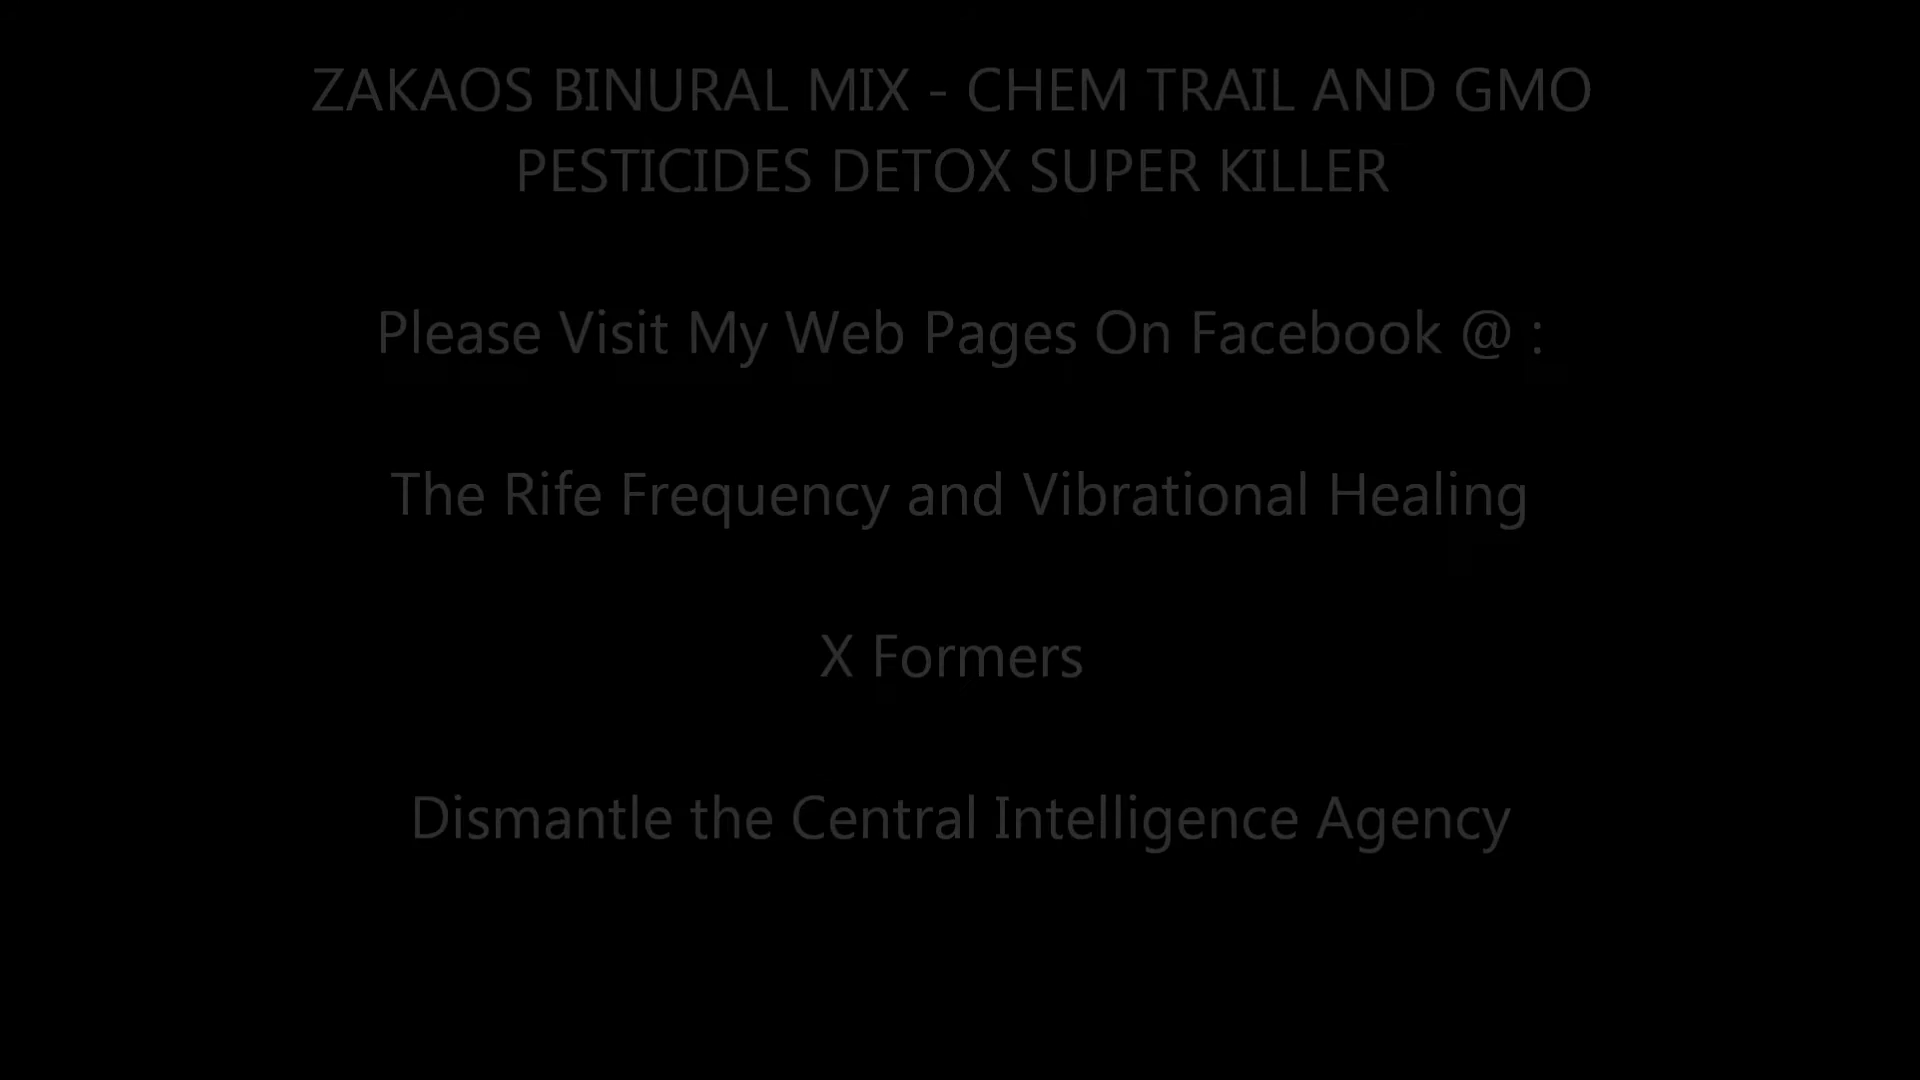 ZAKAOS BINURAL MIX - CHEM TRAIL AND GMO
PESTICIDES DETOX SUPER KILLER
Please Visit My Web Pages On Facebook @ :
The Rife Frequency and Vibrational Healing
X Formers
Dismantle the Central Intelligence Agency